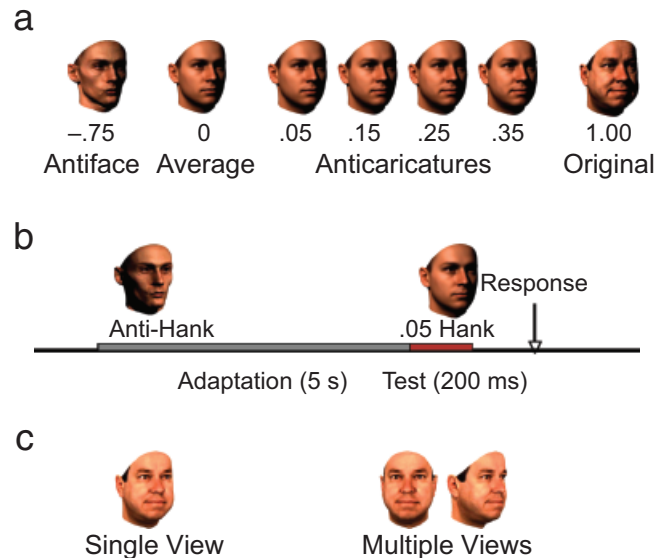 a
–.75 0 .05 .15 .25 .35 1.00
Antiface Average Anticaricatures Original
b
Response
Anti-Hank .05 Hank
Adaptation (5 s) Test (200 ms)
c
Single View Multiple Views